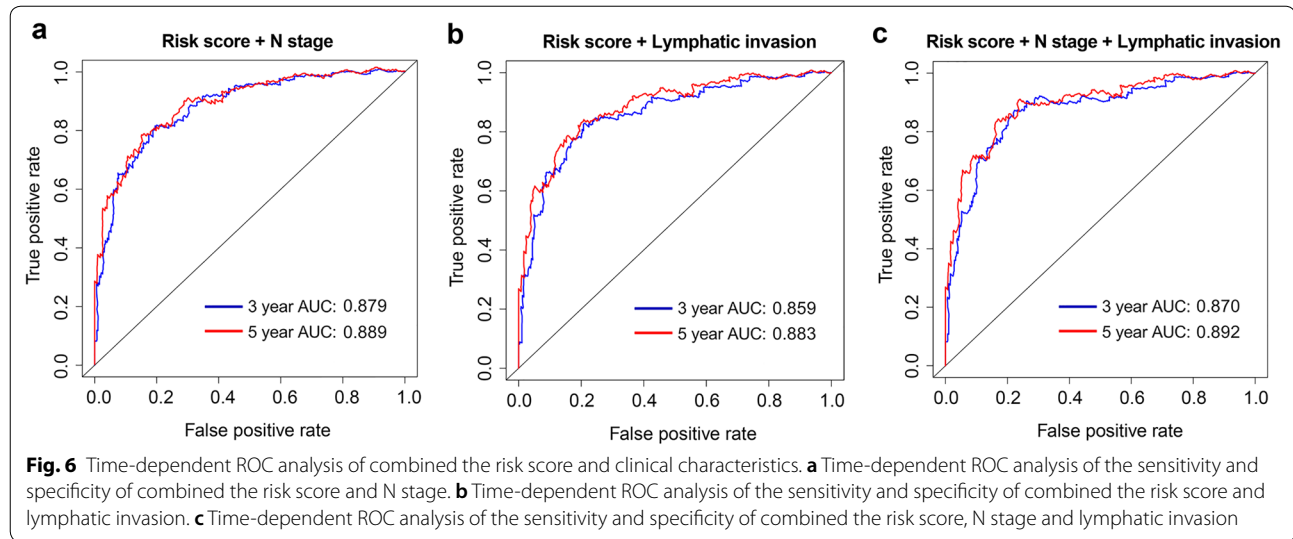 a
Risk score + N stage
True positive rate
1.0
0.8
0.6
0.4
0.2
0.0
3 year AUC: 0.879
5 year AUC: 0.889
0.0 0.2 0.4 0.6 0.8 1.0
False positive rate
b
Risk score + Lymphatic invasion
True positive rate
1.0
0.8
0.6
0.4
0.2
0.0
3 year AUC: 0.859
5 year AUC: 0.883
0.0 0.2 0.4 0.6 0.8 1.0
False positive rate
c
Risk score + N stage + Lymphatic invasion
True positive rate
1.0
0.8
0.6
0.4
0.2
0.0
3 year AUC: 0.870
5 year AUC: 0.892
0.0 0.2 0.4 0.6 0.8 1.0
False positive rate
Fig. 6 Time-dependent ROC analysis of combined the risk score and clinical characteristics. a Time-dependent ROC analysis of the sensitivity and
specificity of combined the risk score and N stage. b Time-dependent ROC analysis of the sensitivity and specificity of combined the risk score and
lymphatic invasion. c Time-dependent ROC analysis of the sensitivity and specificity of combined the risk score, N stage and lymphatic invasion